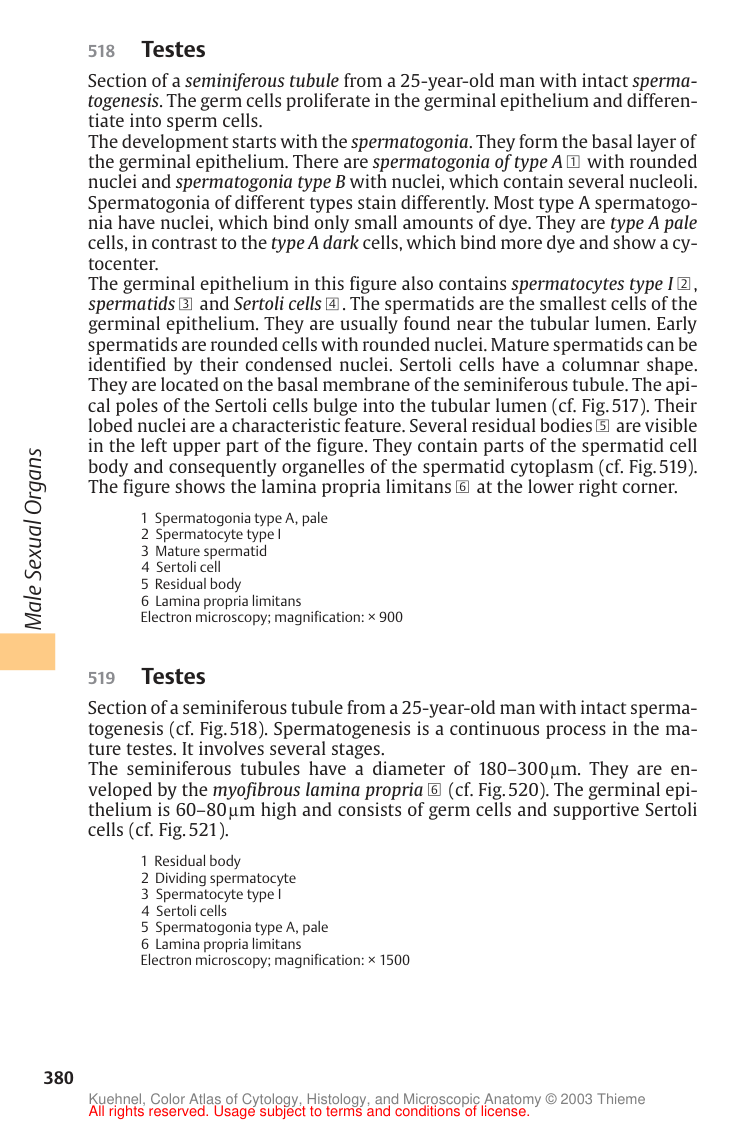 518 Testes
Section of a seminiferous tubule from a 25-year-old man with intact sperma-
togenesis. The germ cells proliferate in the germinal epithelium and differen-
tiate into sperm cells.
The development starts with the spermatogonia. They form the basal layer of
the germinal epithelium. There are spermatogonia of type A 1 with rounded
nuclei and spermatogonia type B with nuclei, which contain several nucleoli.
Spermatogonia of different types stain differently. Most type A spermatogo-
nia have nuclei, which bind only small amounts of dye. They are type A pale
cells, in contrast to the type A dark cells, which bind more dye and show a cy-
tocenter.
The germinal epithelium in this figure also contains spermatocytes type I 2 ,
spermatids 3 and Sertoli cells 4 . The spermatids are the smallest cells of the
germinal epithelium. They are usually found near the tubular lumen. Early
spermatids are rounded cells with rounded nuclei. Mature spermatids can be
identified by their condensed nuclei. Sertoli cells have a columnar shape.
They are located on the basal membrane of the seminiferous tubule. The api-
cal poles of the Sertoli cells bulge into the tubular lumen (cf. Fig. 517). Their
lobed nuclei are a characteristic feature. Several residual bodies 5 are visible
in the left upper part of the figure. They contain parts of the spermatid cell
body and consequently organelles of the spermatid cytoplasm (cf. Fig. 519).
The figure shows the lamina propria limitans 6 at the lower right corner.
1 Spermatogonia type A, pale
2 Spermatocyte type I
3 Mature spermatid
4 Sertoli cell
5 Residual body
6 Lamina propria limitans
Electron microscopy; magnification: × 900
Male Sexual Organs
519 Testes
Section of a seminiferous tubule from a 25-year-old man with intact sperma-
togenesis (cf. Fig. 518). Spermatogenesis is a continuous process in the ma-
ture testes. It involves several stages.
The seminiferous tubules have a diameter of 180–300 µm. They are en-
veloped by the myofibrous lamina propria 6 (cf. Fig. 520). The germinal epi-
thelium is 60–80 µm high and consists of germ cells and supportive Sertoli
cells (cf. Fig. 521).
1 Residual body
2 Dividing spermatocyte
3 Spermatocyte type I
4 Sertoli cells
5 Spermatogonia type A, pale
6 Lamina propria limitans
Electron microscopy; magnification: × 1500
380
Kuehnel, Color Atlas of Cytology, Histology, and Microscopic Anatomy © 2003 Thieme
All rights reserved. Usage subject to terms and conditions of license.